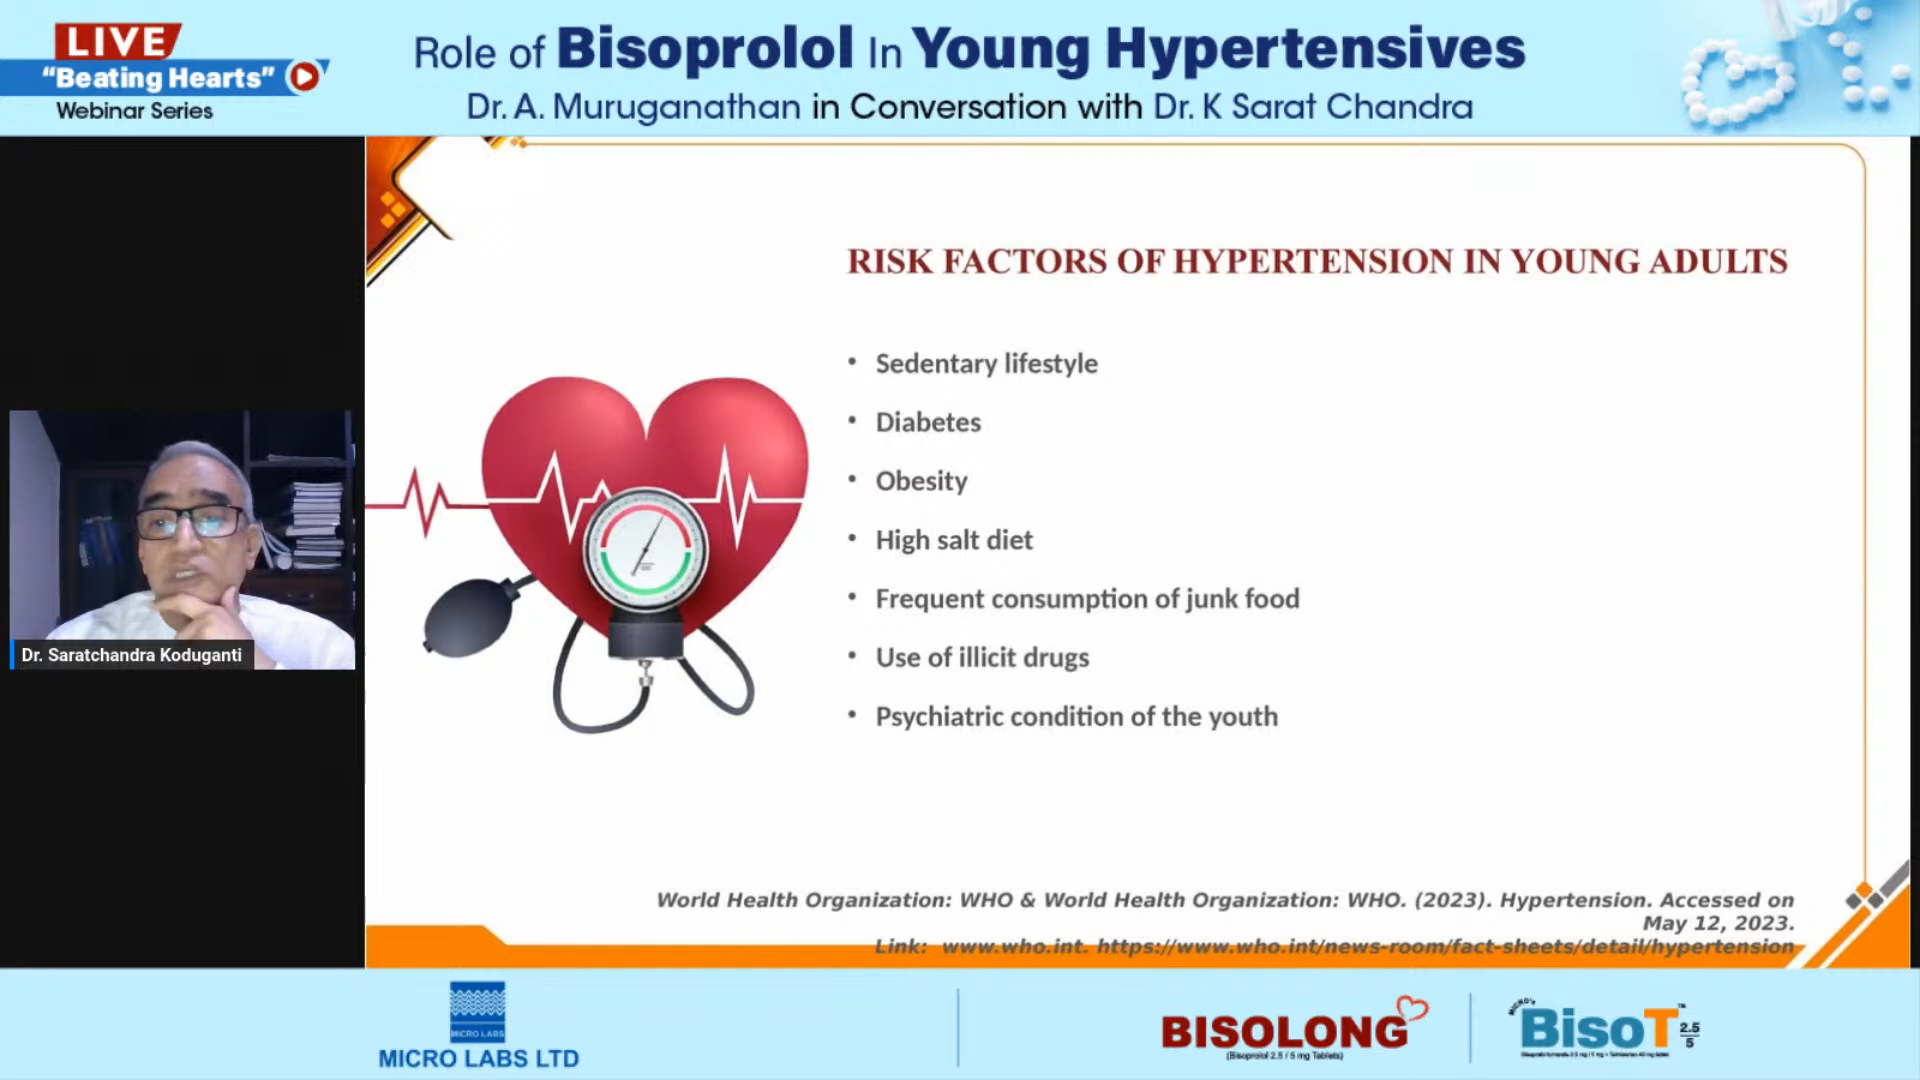 LIVE
"Beating Hearts"
Webinar Series
Role of Bisoprolol In Young Hypertensives
Dr. A. Muruganathan in Conversation with Dr. K Sarat Chandra
RISK FACTORS OF HYPERTENSION IN YOUNG ADULTS
• Sedentary lifestyle
• Diabetes
• Obesity
• High salt diet
• Frequent consumption of junk food
• Use of illicit drugs
• Psychiatric condition of the youth
Dr. Saratchandra Koduganti
World Health Organization: WHO & World Health Organization: WHO. (2023). Hypertension. Accessed on
May 12, 2023.
Link: www.who.int. https://www.who.int/news-room/fact-sheets/detail/hypertension
MICRO LABS
MICRO LABS LTD
BISOLONG
(Bisoprolol 2.5 / 5 mg Tablets)
MICRO's
BisoT™ 2.5
5